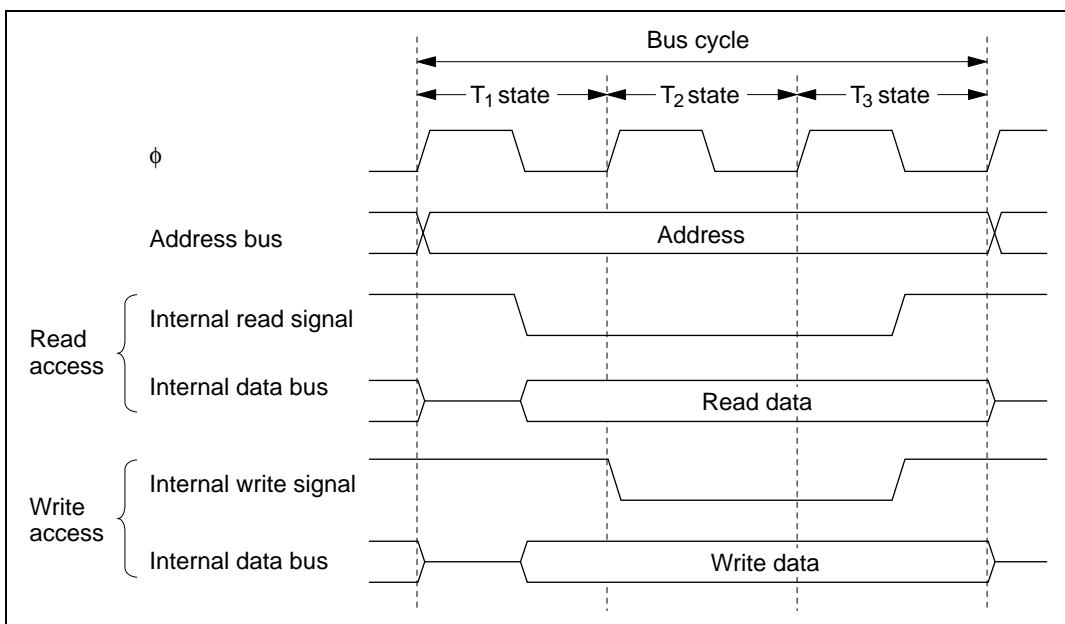 Bus cycle
T₁ state
T₂ state
T₃ state
ϕ
Address bus
Address
Read
access
Internal read signal
Internal data bus
Read data
Write
access
Internal write signal
Internal data bus
Write data